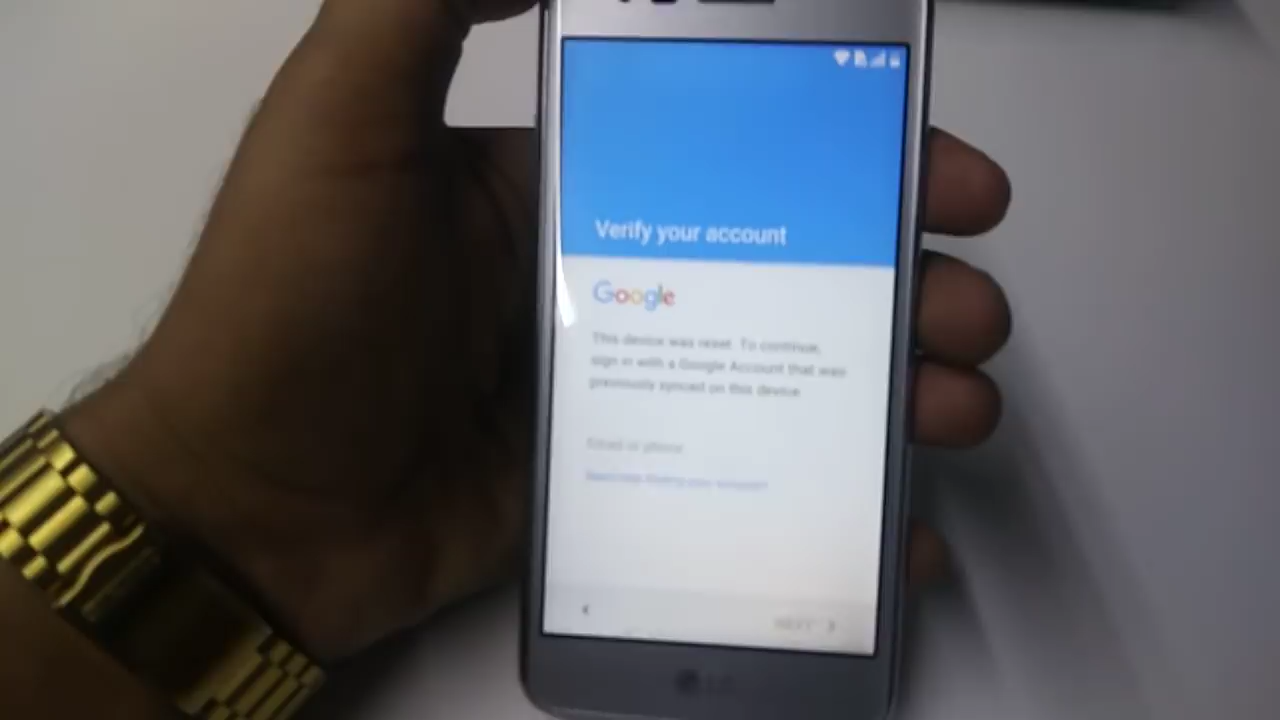 Verify your account
Google
This device was reset. To continue,
sign in with a Google Account that was
previously synced on this device.
Email or phone
NEXT
LG